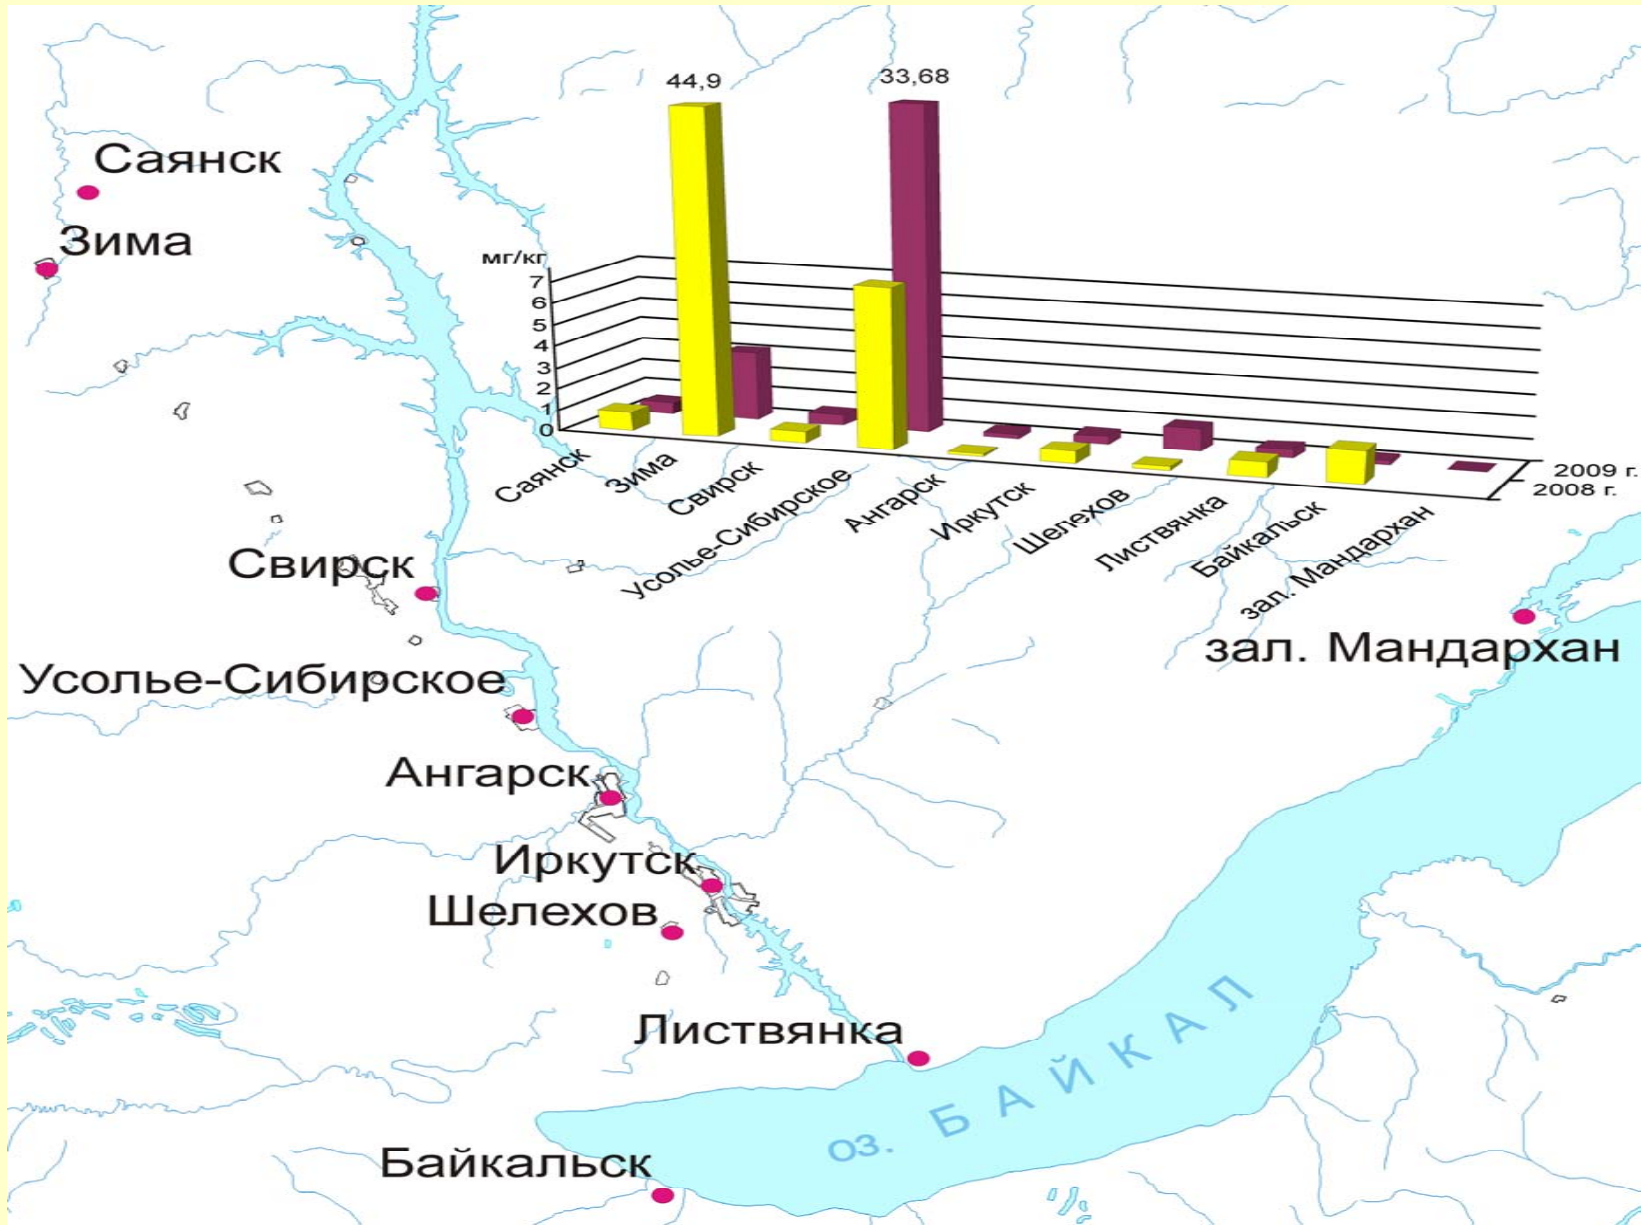 44,9
33,68
мг/кг
7
6
5
4
3
2
1
0
2009 г.
2008 г.
Саянск
Зима
Свирск
Усолье-Сибирское
Ангарск
Иркутск
Шелехов
Листвянка
Байкальск
зал. Мандархан
Саянск
Зима
Свирск
Усолье-Сибирское
Ангарск
Иркутск
Шелехов
Листвянка
Байкальск
зал. Мандархан
оз. БАЙКАЛ